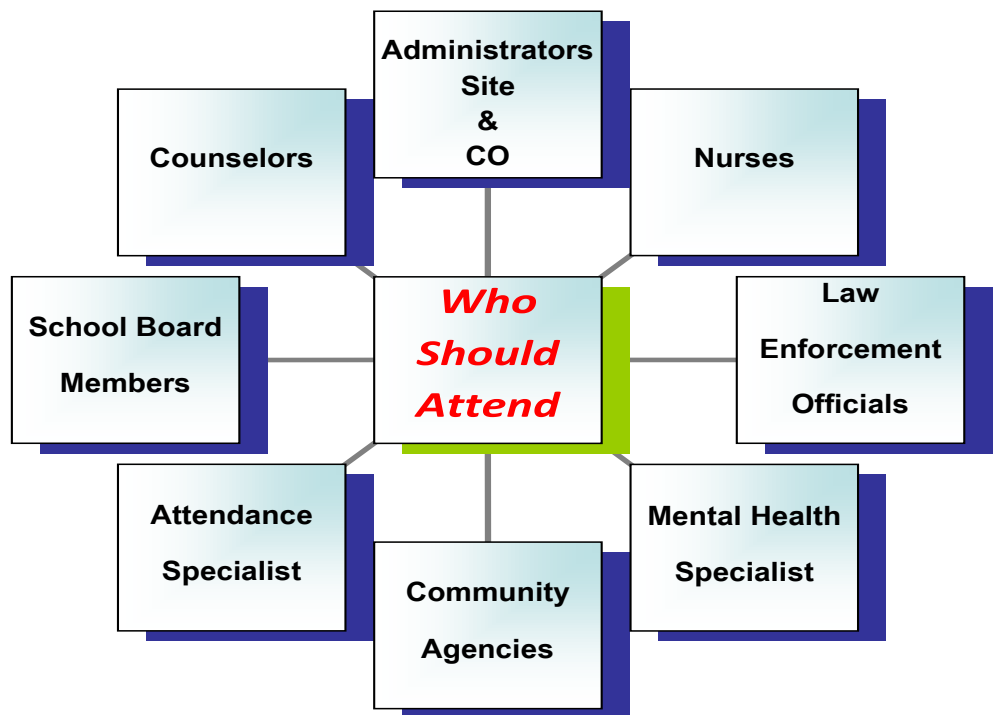 Administrators
Site
&
CO
Counselors
Nurses
School Board
Members
Who
Should
Attend
Law
Enforcement
Officials
Attendance
Specialist
Mental Health
Specialist
Community
Agencies